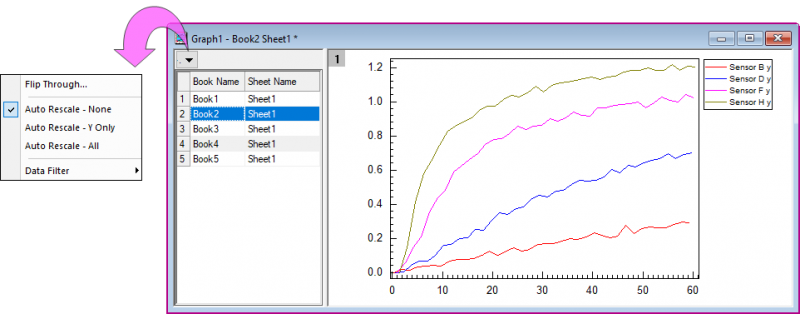 Graph1 - Book2 Sheet1 *
Flip Through...
Auto Rescale - None
Auto Rescale - Y Only
Auto Rescale - All
Data Filter
Book Name Sheet Name
1 Book1 Sheet1
2 Book2 Sheet1
3 Book3 Sheet1
4 Book4 Sheet1
5 Book5 Sheet1
1
1.2
1.0
0.8
0.6
0.4
0.2
0.0
0 10 20 30 40 50 60
Sensor B y
Sensor D y
Sensor F y
Sensor H y